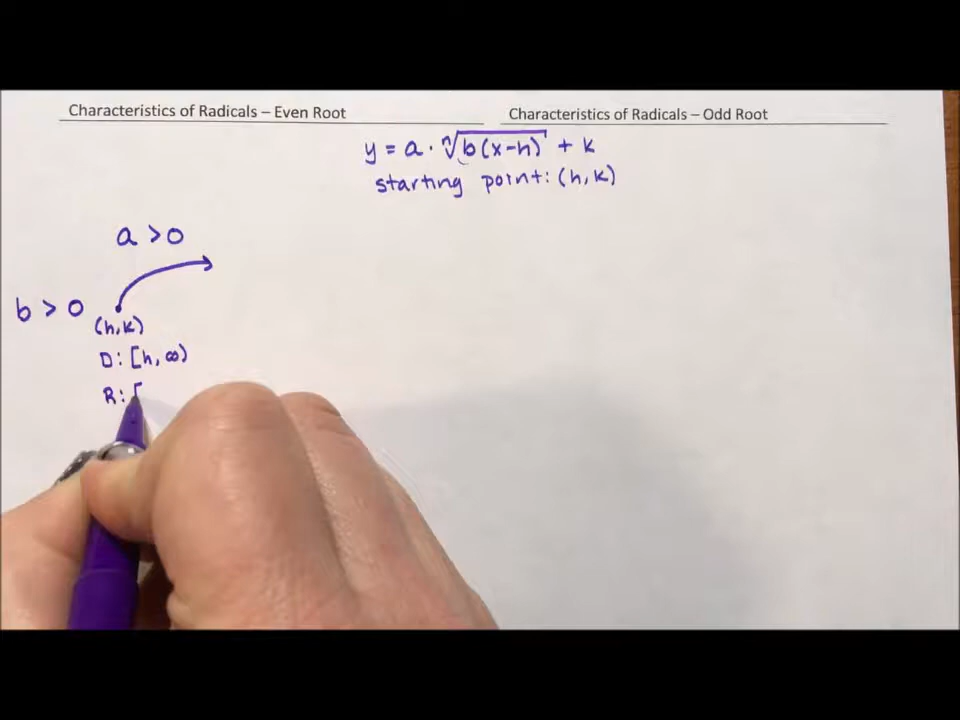 Characteristics of Radicals – Even Root
Characteristics of Radicals – Odd Root
y = a · ⁿ√b(x-h) + k
starting point: (h, k)
a > 0
b > 0
(h, k)
D: [h, ∞)
R: [